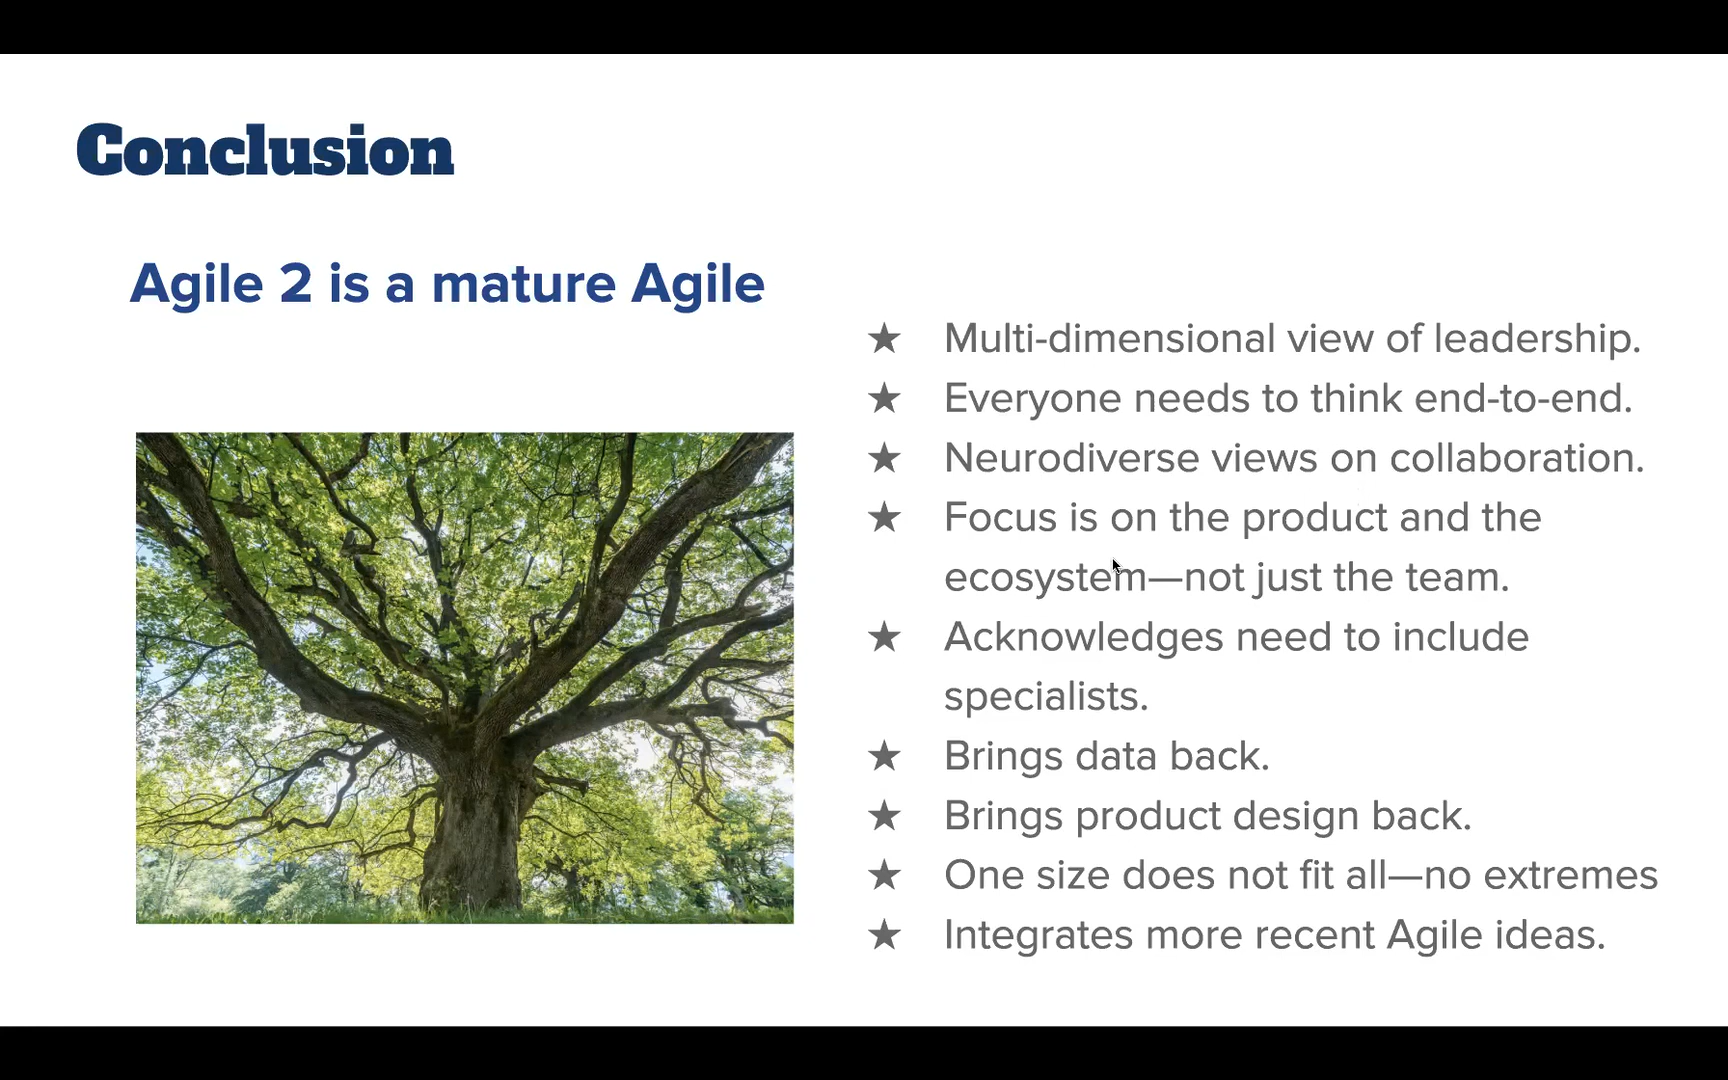 Conclusion
Agile 2 is a mature Agile
★ Multi-dimensional view of leadership.
★ Everyone needs to think end-to-end.
★ Neurodiverse views on collaboration.
★ Focus is on the product and the
ecosystem—not just the team.
★ Acknowledges need to include
specialists.
★ Brings data back.
★ Brings product design back.
★ One size does not fit all—no extremes
★ Integrates more recent Agile ideas.